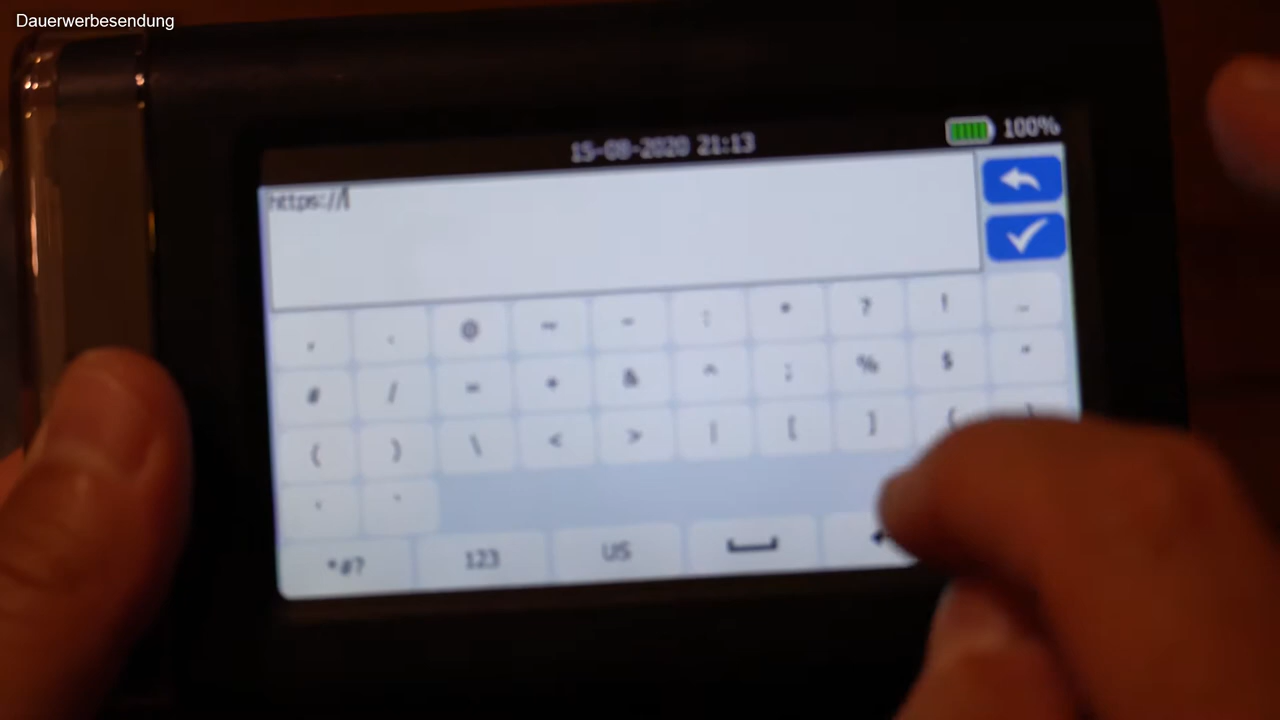 Dauerwerbesendung
15-08-2020 21:13
100%
https://
, . @ ~ - : * ? ! _
# / = + & ^ ; % $ "
( ) \ < > | [ ] {
*#? 123 US